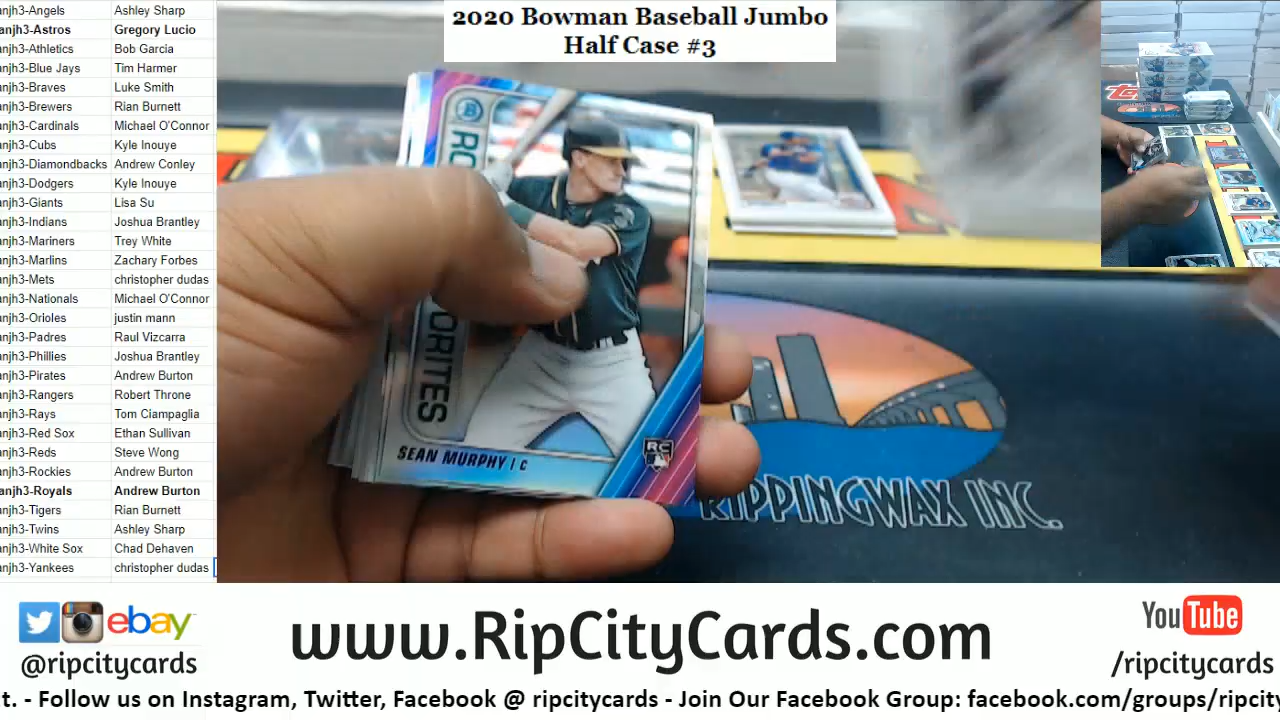 2020 Bowman Baseball Jumbo
Half Case #3
anjh3-Angels Ashley Sharp
anjh3-Astros Gregory Lucio
anjh3-Athletics Bob Garcia
anjh3-Blue Jays Tim Harmer
anjh3-Braves Luke Smith
anjh3-Brewers Rian Burnett
anjh3-Cardinals Michael O'Connor
anjh3-Cubs Kyle Inouye
anjh3-Diamondbacks Andrew Conley
anjh3-Dodgers Kyle Inouye
anjh3-Giants Lisa Su
anjh3-Indians Joshua Brantley
anjh3-Mariners Trey White
anjh3-Marlins Zachary Forbes
anjh3-Mets christopher dudas
anjh3-Nationals Michael O'Connor
anjh3-Orioles justin mann
anjh3-Padres Raul Vizcarra
anjh3-Phillies Joshua Brantley
anjh3-Pirates Andrew Burton
anjh3-Rangers Robert Throne
anjh3-Rays Tom Ciampaglia
anjh3-Red Sox Ethan Sullivan
anjh3-Reds Steve Wong
anjh3-Rockies Andrew Burton
anjh3-Royals Andrew Burton
anjh3-Tigers Rian Burnett
anjh3-Twins Ashley Sharp
anjh3-White Sox Chad Dehaven
anjh3-Yankees christopher dudas
RO
ORITES
SEAN MURPHY | C
RC
RIPPINGWAX INC.
ebay
@ripcitycards
www.RipCityCards.com
YouTube
/ripcitycards
t. - Follow us on Instagram, Twitter, Facebook @ ripcitycards - Join Our Facebook Group: facebook.com/groups/ripcity